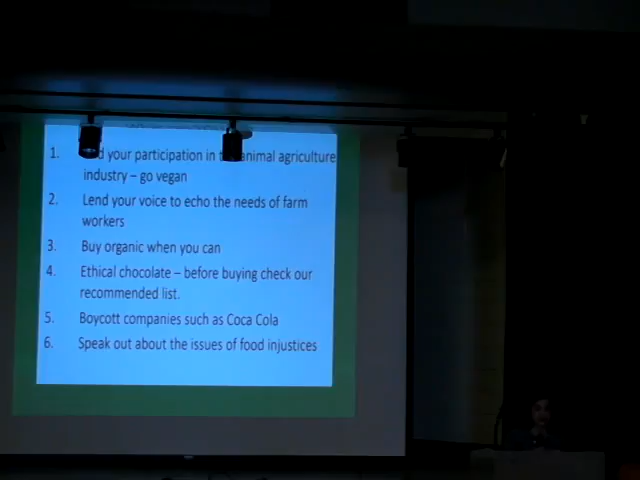 1. your participation in animal agriculture
industry – go vegan
2. Lend your voice to echo the needs of farm
workers
3. Buy organic when you can
4. Ethical chocolate – before buying check our
recommended list.
5. Boycott companies such as Coca Cola
6. Speak out about the issues of food injustices